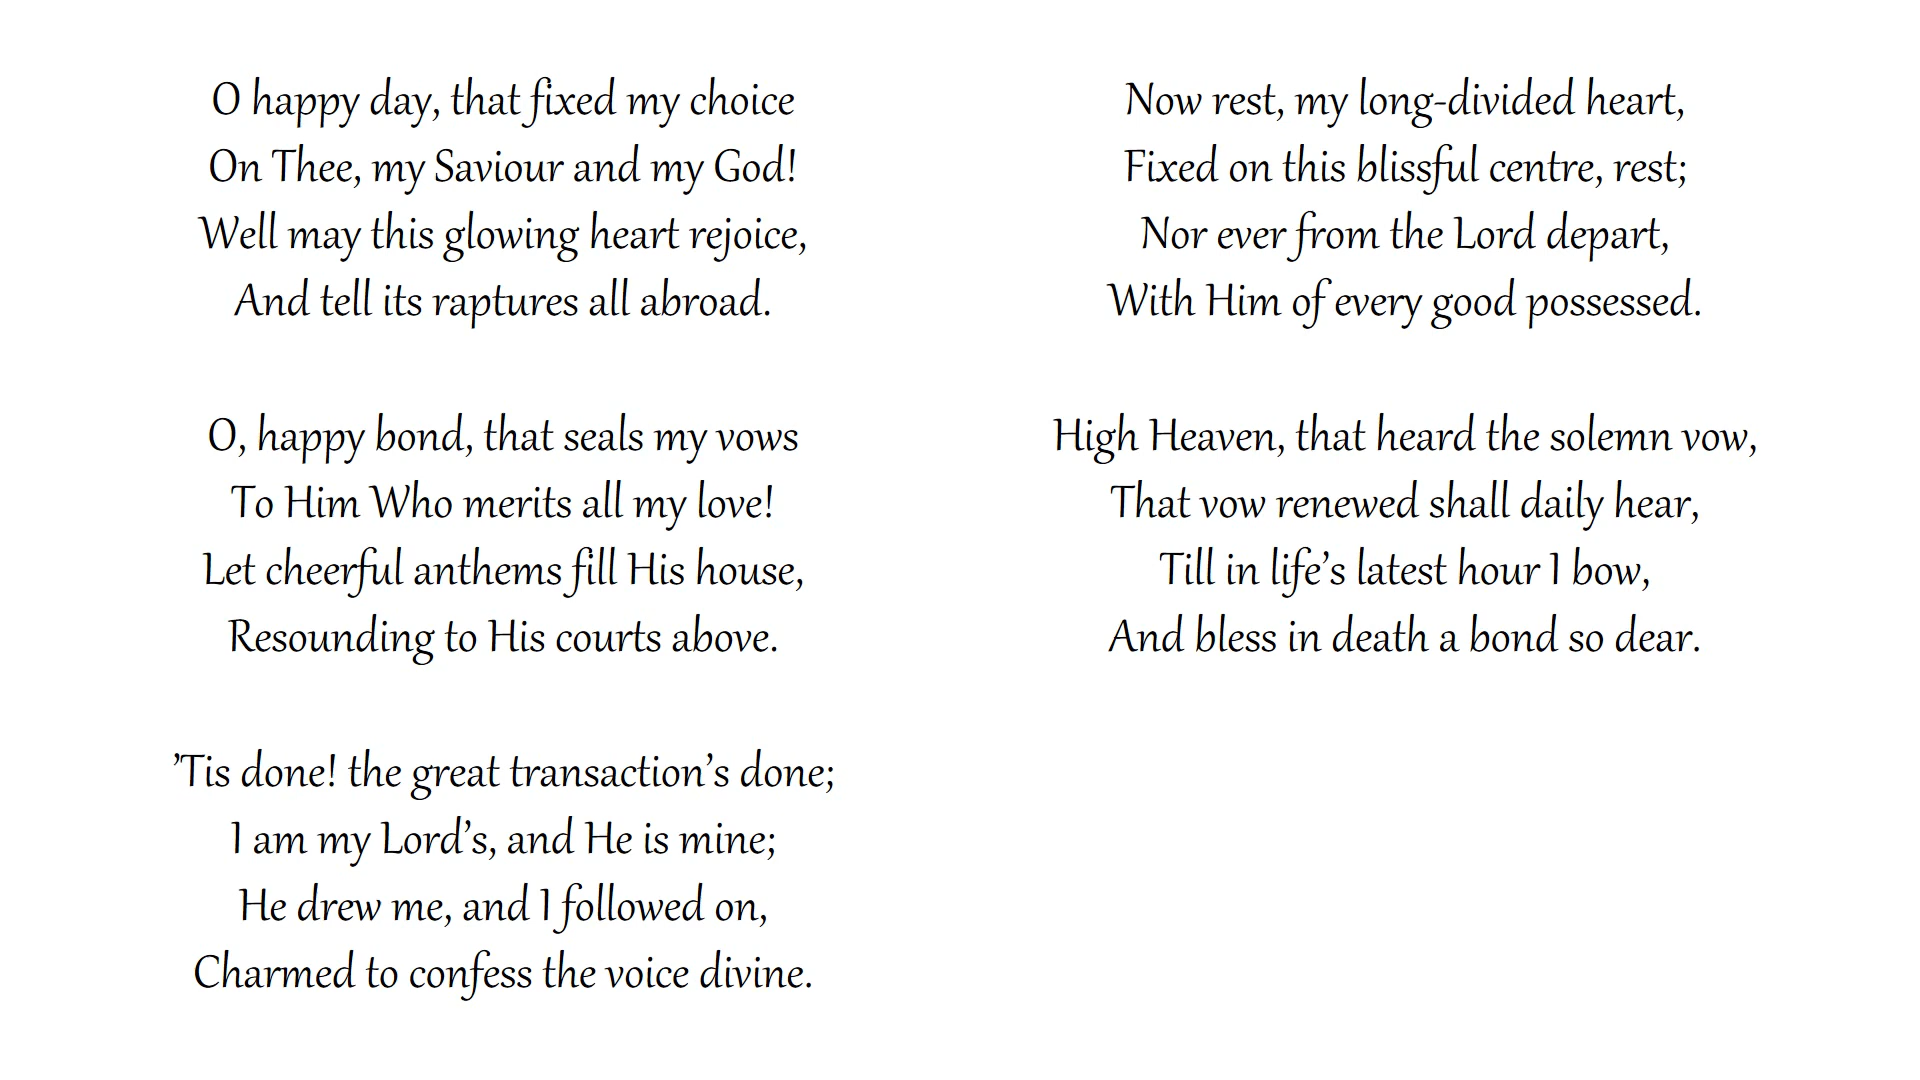 O happy day, that fixed my choice
On Thee, my Saviour and my God!
Well may this glowing heart rejoice,
And tell its raptures all abroad.

O, happy bond, that seals my vows
To Him Who merits all my love!
Let cheerful anthems fill His house,
Resounding to His courts above.

’Tis done! the great transaction’s done;
I am my Lord’s, and He is mine;
He drew me, and I followed on,
Charmed to confess the voice divine.

Now rest, my long-divided heart,
Fixed on this blissful centre, rest;
Nor ever from the Lord depart,
With Him of every good possessed.

High Heaven, that heard the solemn vow,
That vow renewed shall daily hear,
Till in life’s latest hour I bow,
And bless in death a bond so dear.